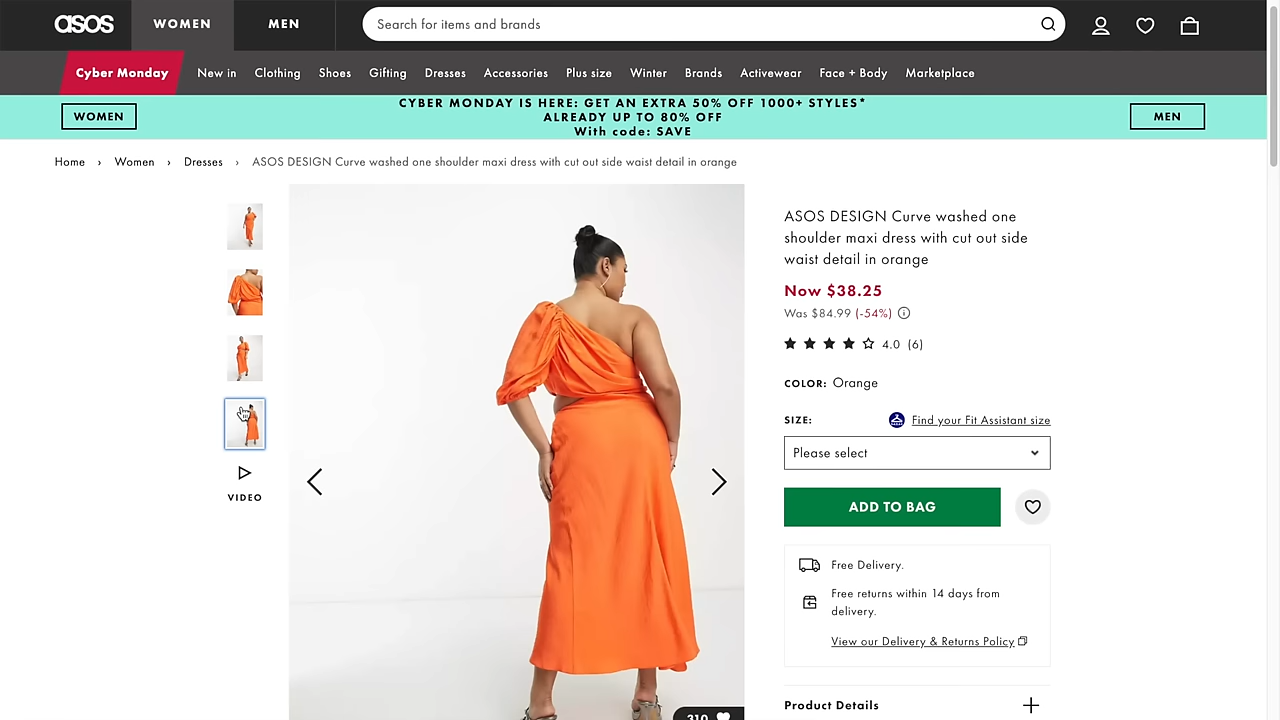 asos
WOMEN
MEN
Search for items and brands
Cyber Monday
New in
Clothing
Shoes
Gifting
Dresses
Accessories
Plus size
Winter
Brands
Activewear
Face + Body
Marketplace
WOMEN
CYBER MONDAY IS HERE: GET AN EXTRA 50% OFF 1000+ STYLES*
ALREADY UP TO 80% OFF
With code: SAVE
MEN
Home › Women › Dresses › ASOS DESIGN Curve washed one shoulder maxi dress with cut out side waist detail in orange
VIDEO
310
ASOS DESIGN Curve washed one
shoulder maxi dress with cut out side
waist detail in orange
Now $38.25
Was $84.99 (-54%)
4.0 (6)
COLOR: Orange
SIZE:
Find your Fit Assistant size
Please select
ADD TO BAG
Free Delivery.
Free returns within 14 days from
delivery.
View our Delivery & Returns Policy
Product Details